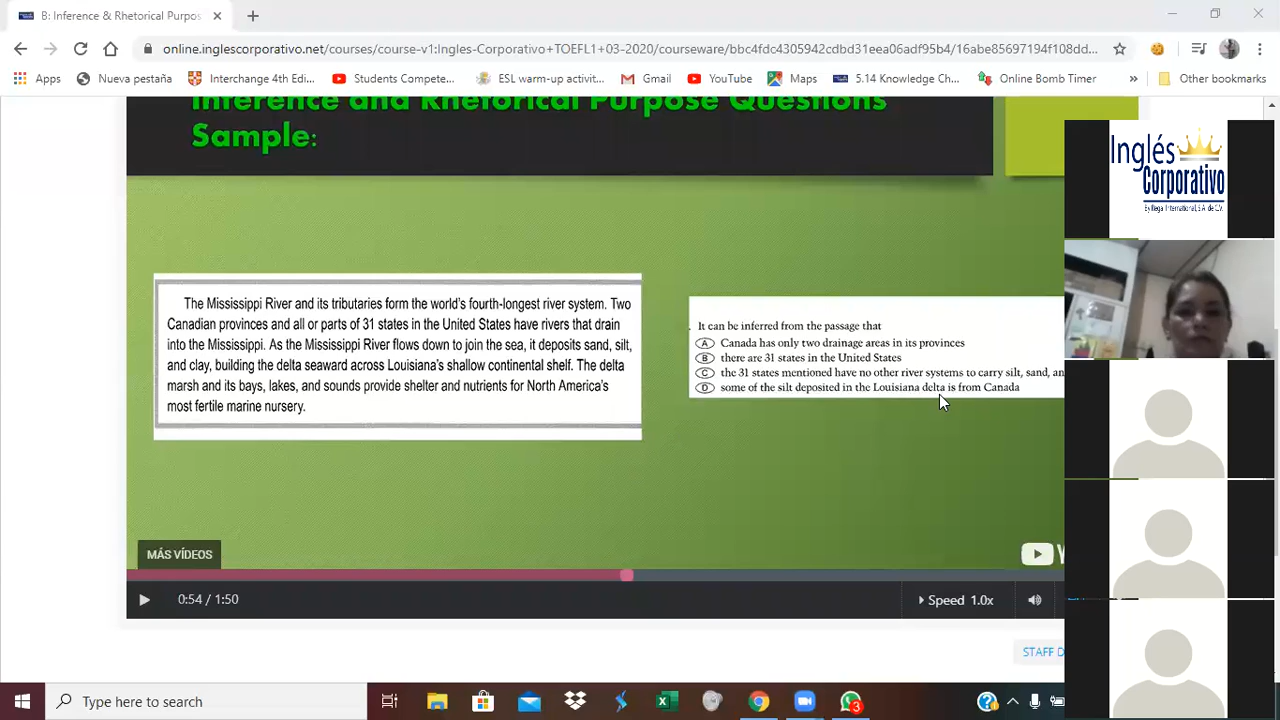 B: Inference & Rhetorical Purpos
online.inglescorporativo.net/courses/course-v1:Ingles-Corporativo+TOEFL1+03-2020/courseware/bbc4fdc4305942cdbd31eea06adf95b4/16abe85697194f108dd...
Apps
Nueva pestaña
Interchange 4th Edi...
Students Compete...
ESL warm-up activit...
Gmail
YouTube
Maps
5.14 Knowledge Ch...
Online Bomb Timer
»
Other bookmarks
Inference and Rhetorical Purpose Questions
Sample:
The Mississippi River and its tributaries form the world's fourth-longest river system. Two
Canadian provinces and all or parts of 31 states in the United States have rivers that drain
into the Mississippi. As the Mississippi River flows down to join the sea, it deposits sand, silt,
and clay, building the delta seaward across Louisiana's shallow continental shelf. The delta
marsh and its bays, lakes, and sounds provide shelter and nutrients for North America's
most fertile marine nursery.
. It can be inferred from the passage that
A Canada has only two drainage areas in its provinces
B there are 31 states in the United States
C the 31 states mentioned have no other river systems to carry silt, sand, an
D some of the silt deposited in the Louisiana delta is from Canada
Inglés
Corporativo
MÁS VÍDEOS
0:54 / 1:50
Speed 1.0x
STAFF D
Type here to search
3